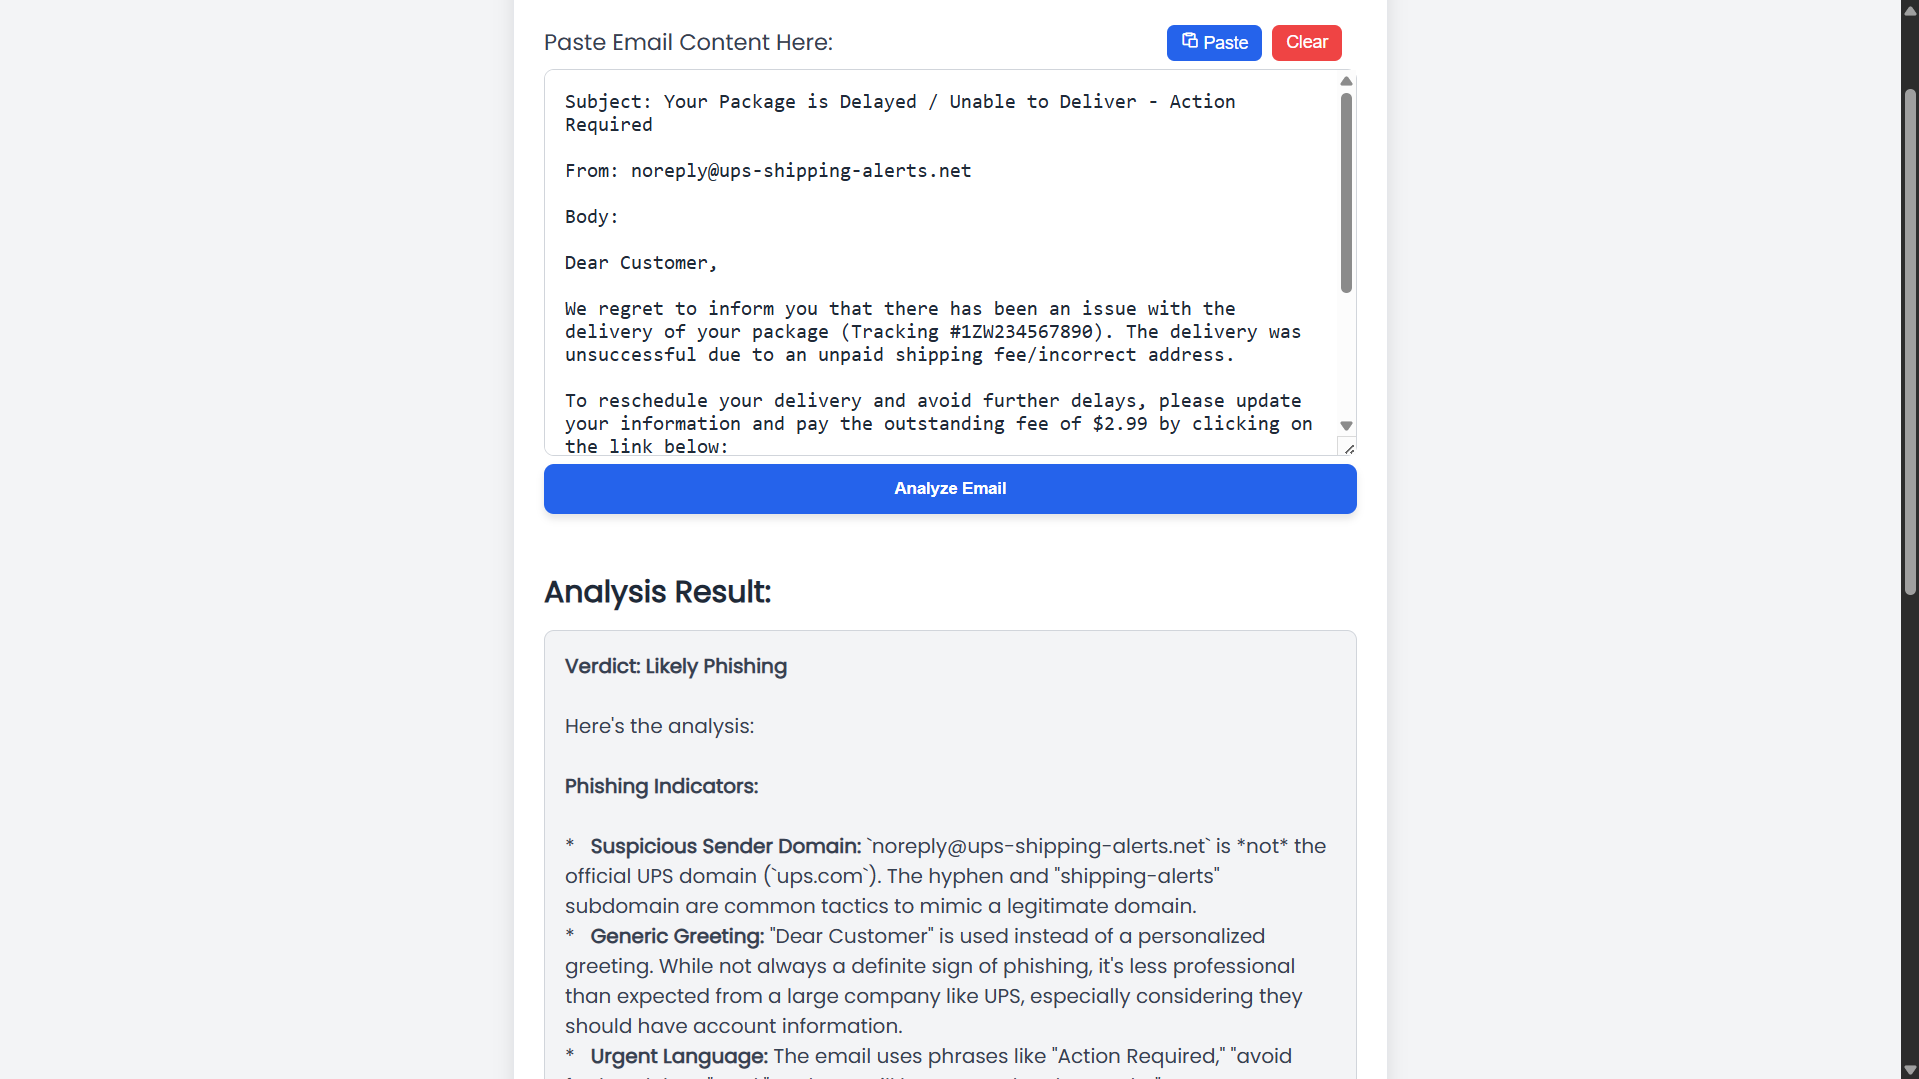 Paste Email Content Here:
Paste
Clear
Subject: Your Package is Delayed / Unable to Deliver - Action
Required
From: noreply@ups-shipping-alerts.net
Body:
Dear Customer,
We regret to inform you that there has been an issue with the
delivery of your package (Tracking #1ZW234567890). The delivery was
unsuccessful due to an unpaid shipping fee/incorrect address.
To reschedule your delivery and avoid further delays, please update
your information and pay the outstanding fee of $2.99 by clicking on
the link below:
Analyze Email
Analysis Result:
Verdict: Likely Phishing
Here's the analysis:
Phishing Indicators:
* Suspicious Sender Domain: `noreply@ups-shipping-alerts.net` is *not* the
official UPS domain (`ups.com`). The hyphen and "shipping-alerts"
subdomain are common tactics to mimic a legitimate domain.
* Generic Greeting: "Dear Customer" is used instead of a personalized
greeting. While not always a definite sign of phishing, it's less professional
than expected from a large company like UPS, especially considering they
should have account information.
* Urgent Language: The email uses phrases like "Action Required," "avoid